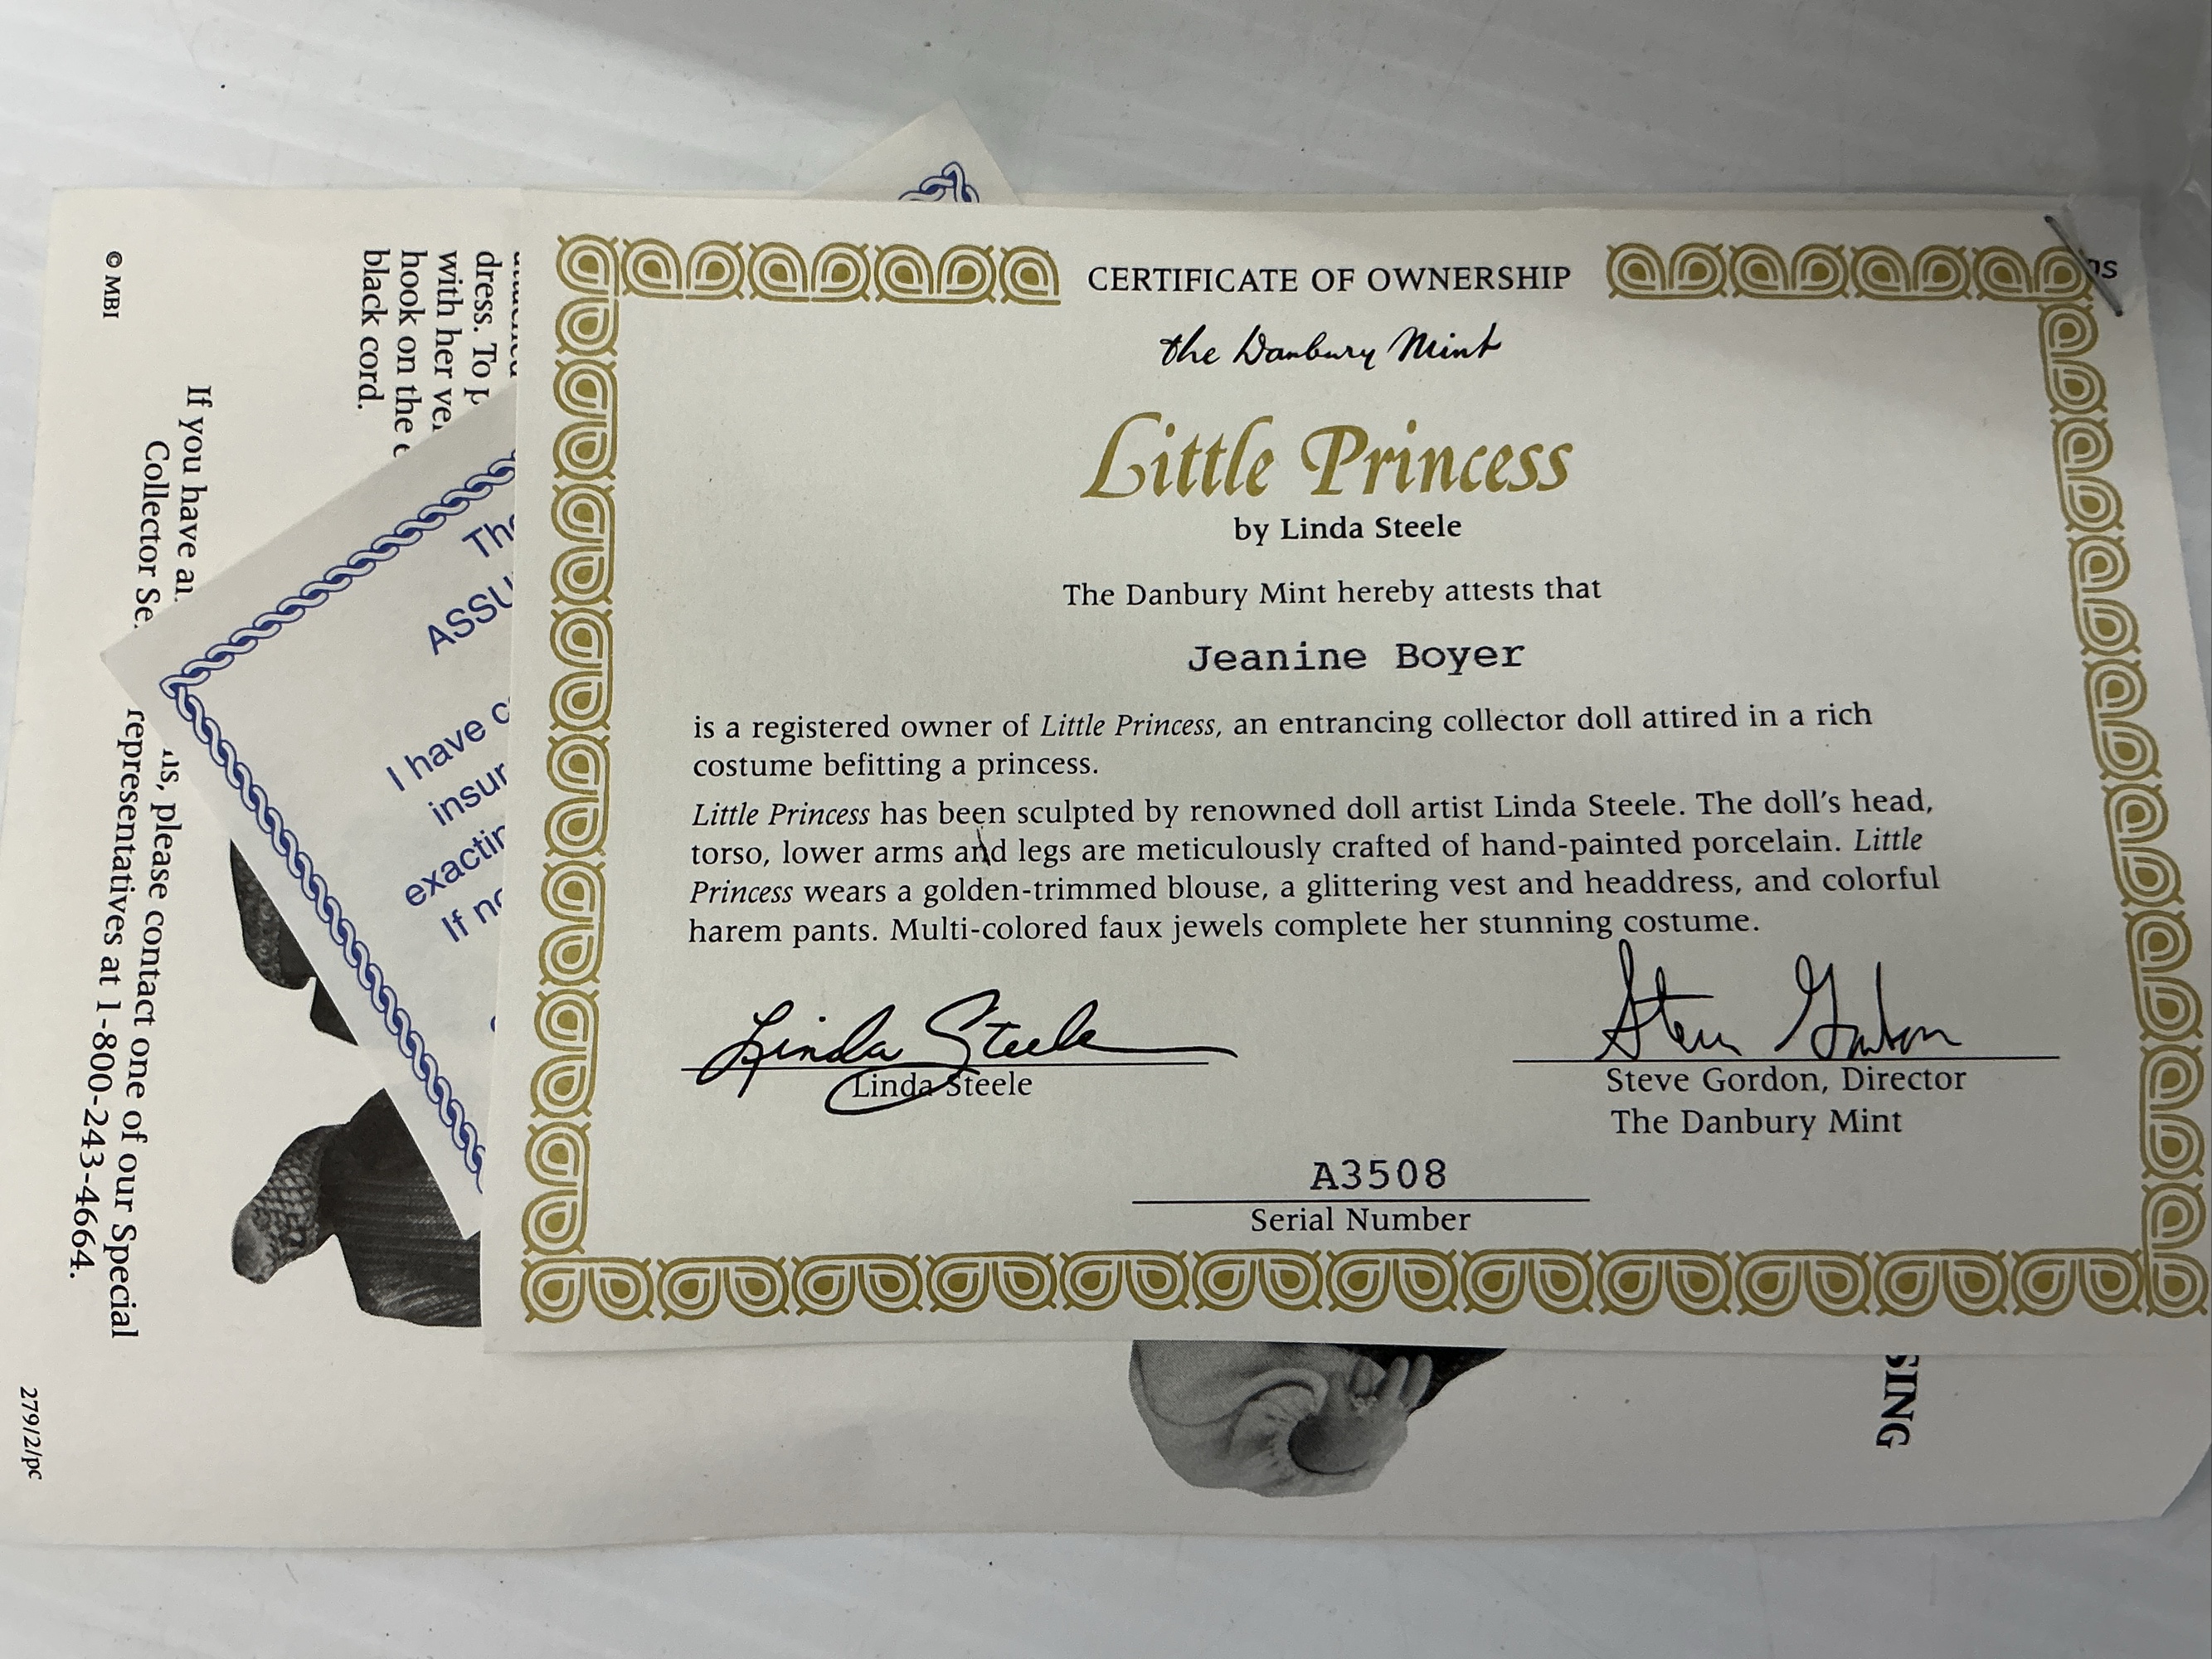 CERTIFICATE OF OWNERSHIP
the Danbury Mint
Little Princess
by Linda Steele
The Danbury Mint hereby attests that
Jeanine Boyer
is a registered owner of Little Princess, an entrancing collector doll attired in a rich
costume befitting a princess.
Little Princess has been sculpted by renowned doll artist Linda Steele. The doll's head,
torso, lower arms and legs are meticulously crafted of hand-painted porcelain. Little
Princess wears a golden-trimmed blouse, a glittering vest and headdress, and colorful
harem pants. Multi-colored faux jewels complete her stunning costume.
Linda Steele
Steve Gordon
Linda Steele
Steve Gordon, Director
The Danbury Mint
A3508
Serial Number
I have
dress. To
with her
hook on the
black cord.
If you have
Collector
please contact one of our Special
representatives at 1-800-243-4664.
© MBI
279/2/pc
SING